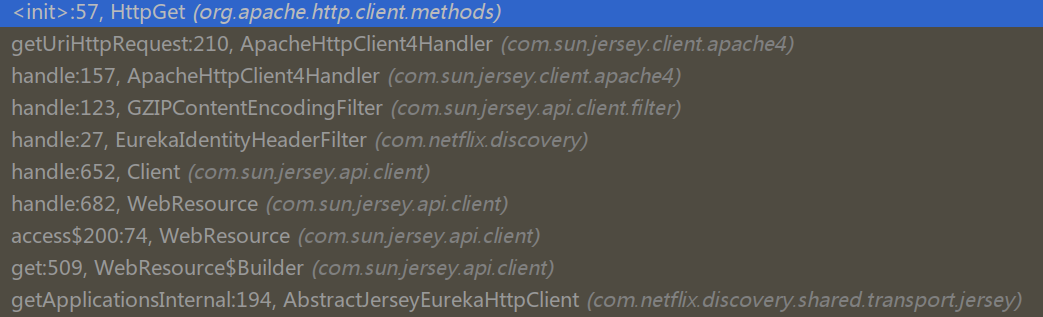 <init>:57, HttpGet (org.apache.http.client.methods)
getUriHttpRequest:210, ApacheHttpClient4Handler (com.sun.jersey.client.apache4)
handle:157, ApacheHttpClient4Handler (com.sun.jersey.client.apache4)
handle:123, GZIPContentEncodingFilter (com.sun.jersey.api.client.filter)
handle:27, EurekaIdentityHeaderFilter (com.netflix.discovery)
handle:652, Client (com.sun.jersey.api.client)
handle:682, WebResource (com.sun.jersey.api.client)
access$200:74, WebResource (com.sun.jersey.api.client)
get:509, WebResource$Builder (com.sun.jersey.api.client)
getApplicationsInternal:194, AbstractJerseyEurekaHttpClient (com.netflix.discovery.shared.transport.jersey)